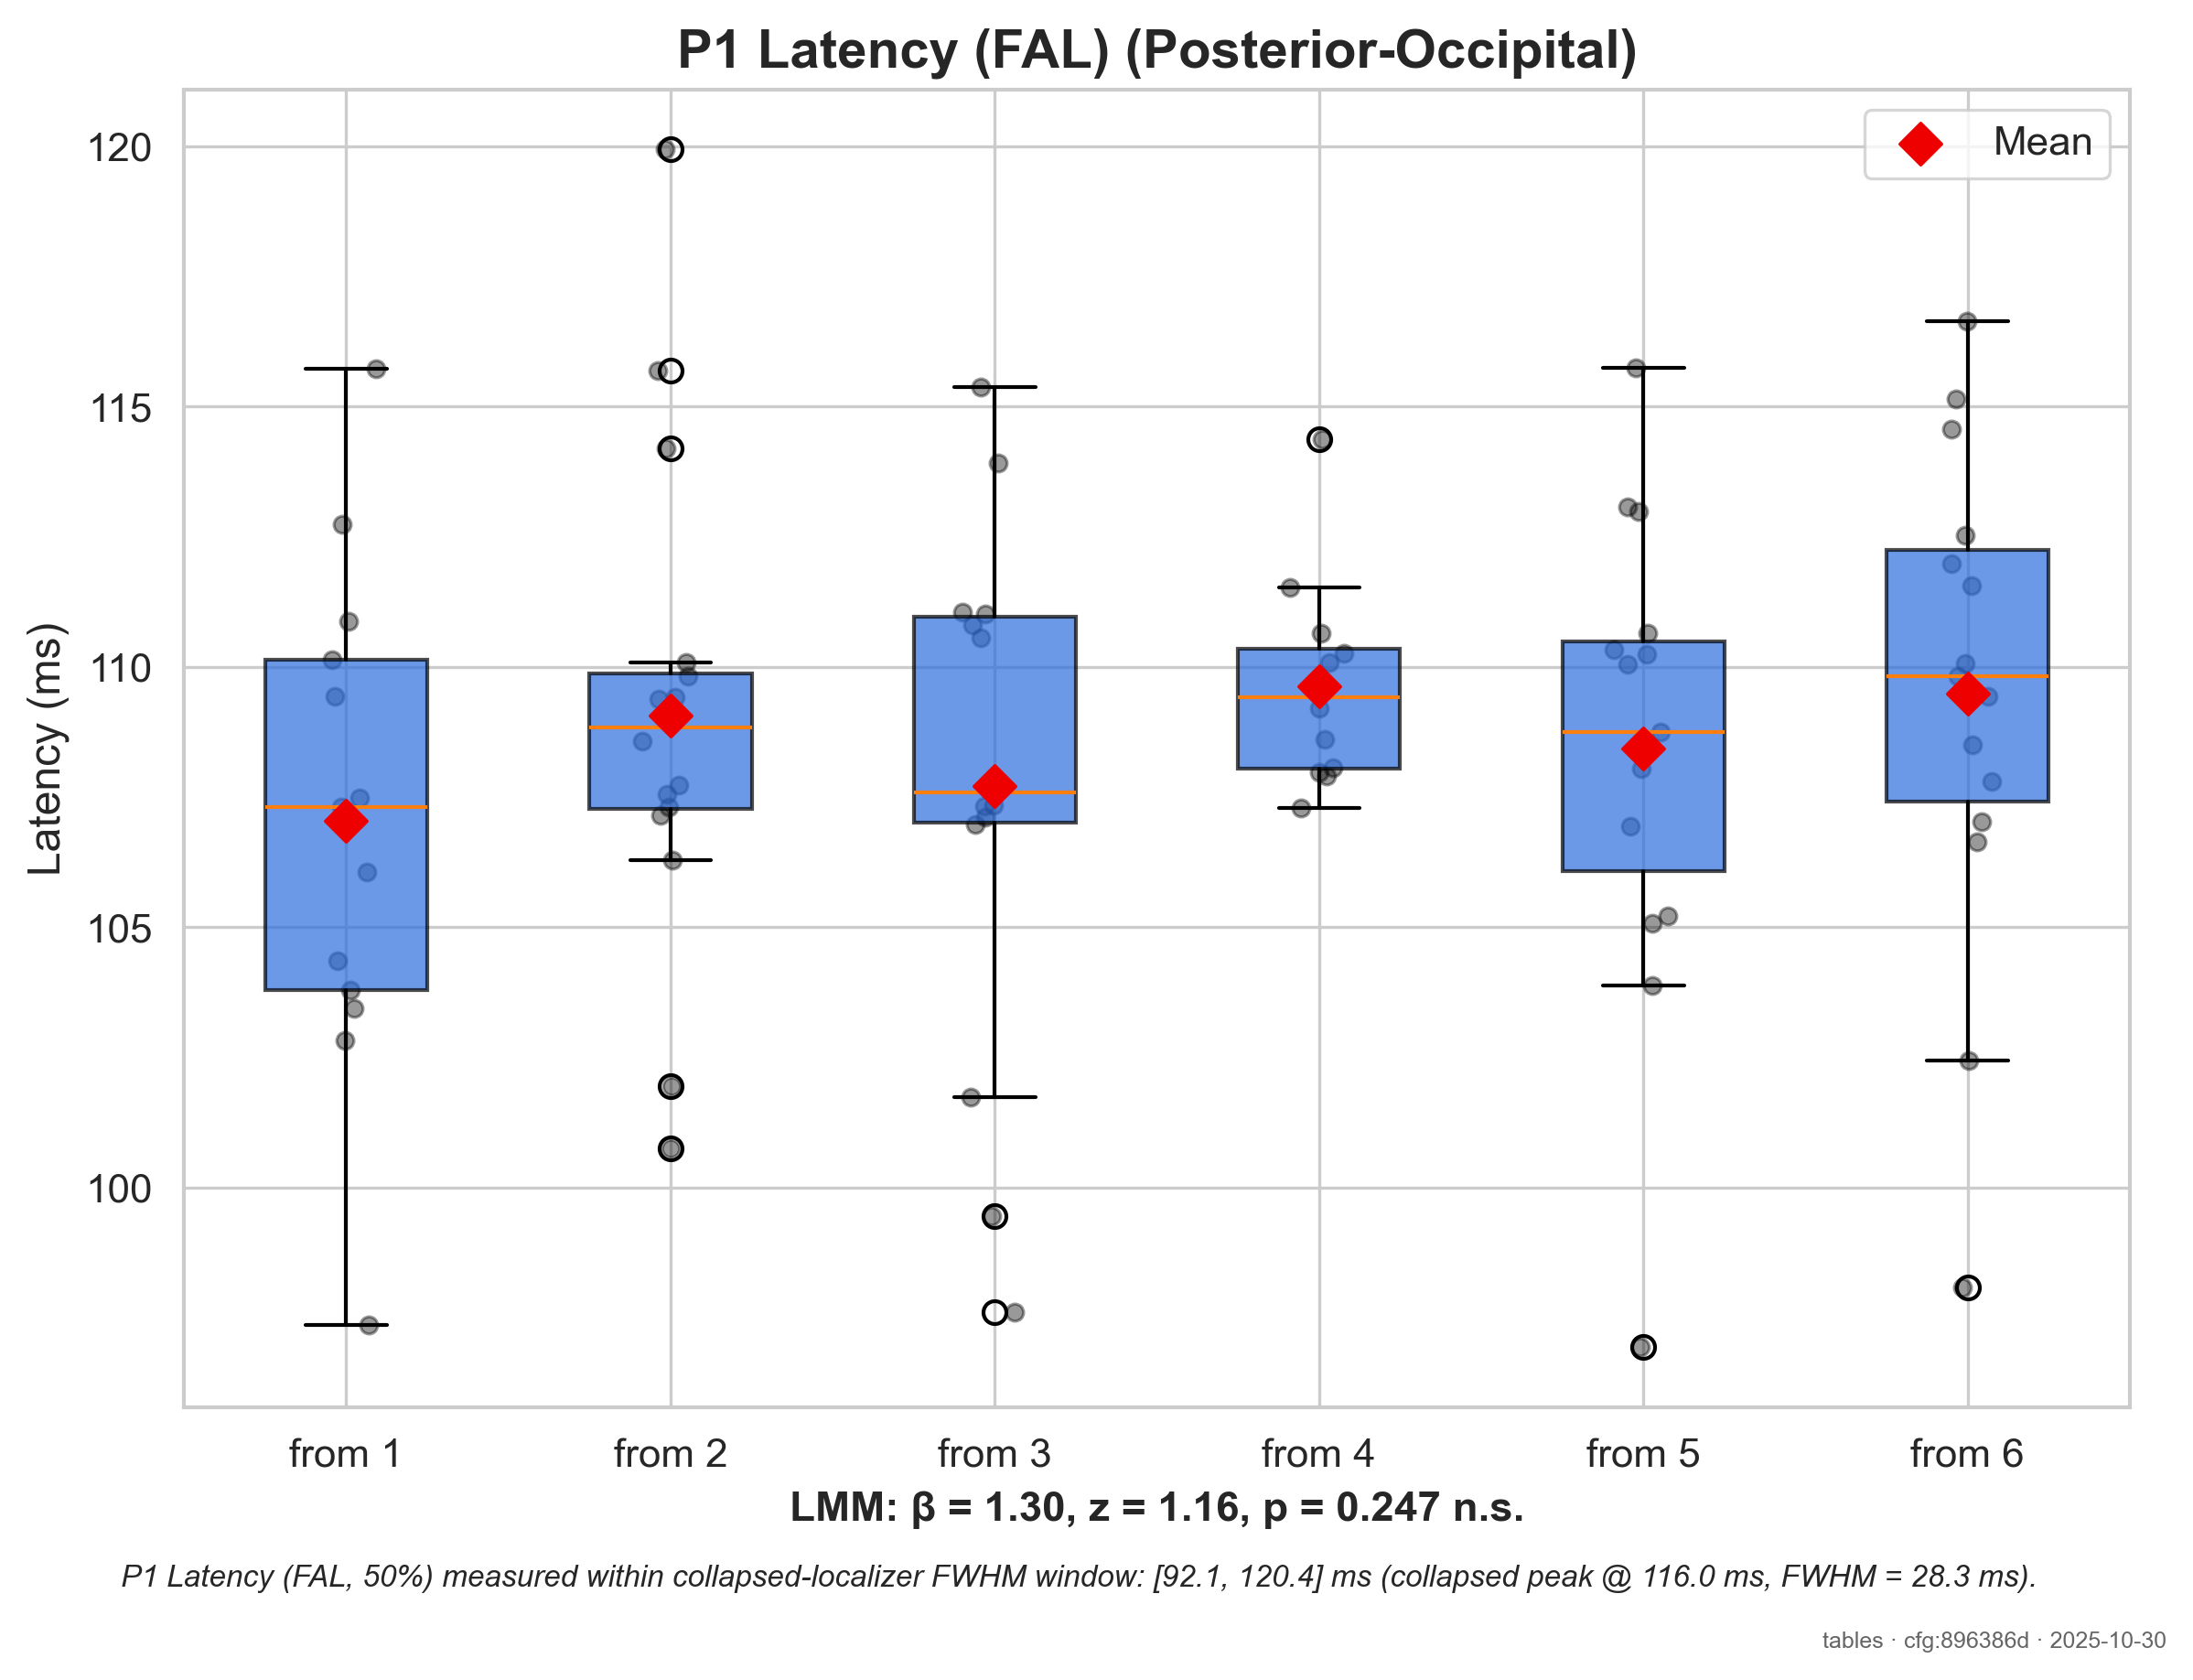 P1 Latency (FAL) (Posterior-Occipital)
Mean
Latency (ms)
120
115
110
105
100
from 1 from 2 from 3 from 4 from 5 from 6
LMM: β = 1.30, z = 1.16, p = 0.247 n.s.
P1 Latency (FAL, 50%) measured within collapsed-localizer FWHM window: [92.1, 120.4] ms (collapsed peak @ 116.0 ms, FWHM = 28.3 ms).
tables · cfg:896386d · 2025-10-30